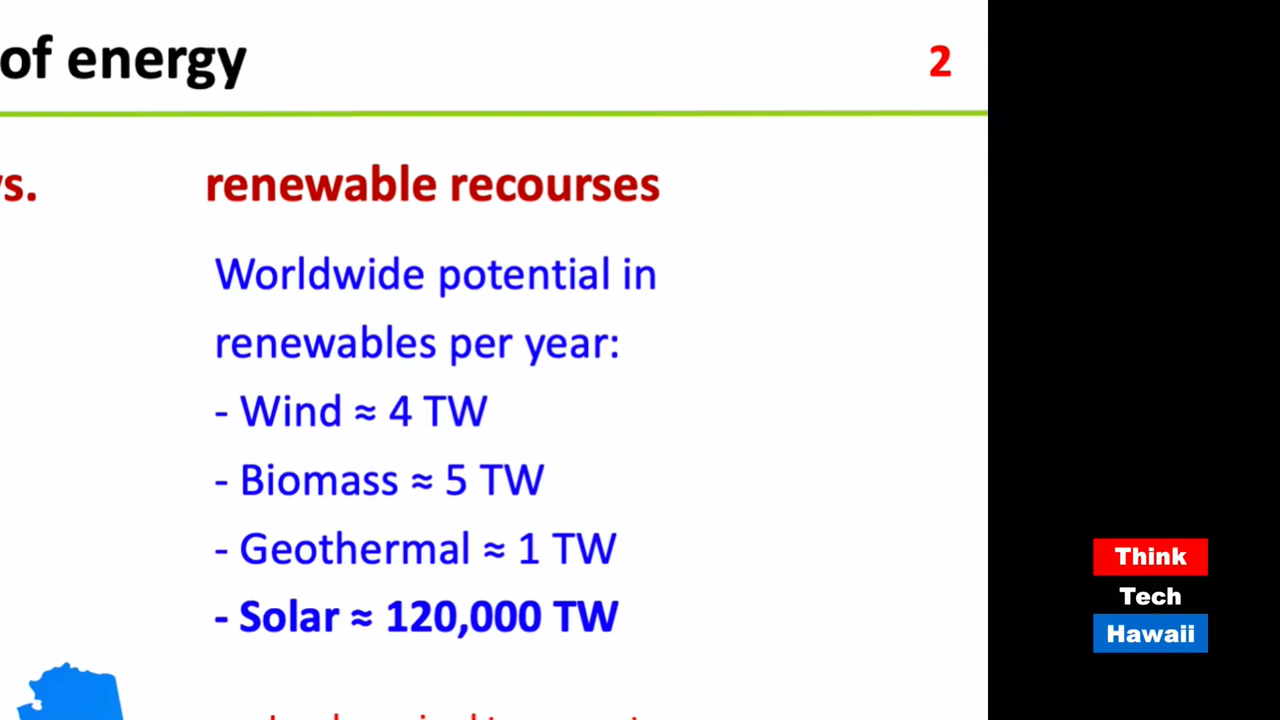 of energy
2
vs.
renewable recourses
Worldwide potential in
renewables per year:
- Wind ≈ 4 TW
- Biomass ≈ 5 TW
- Geothermal ≈ 1 TW
- Solar ≈ 120,000 TW
Think
Tech
Hawaii